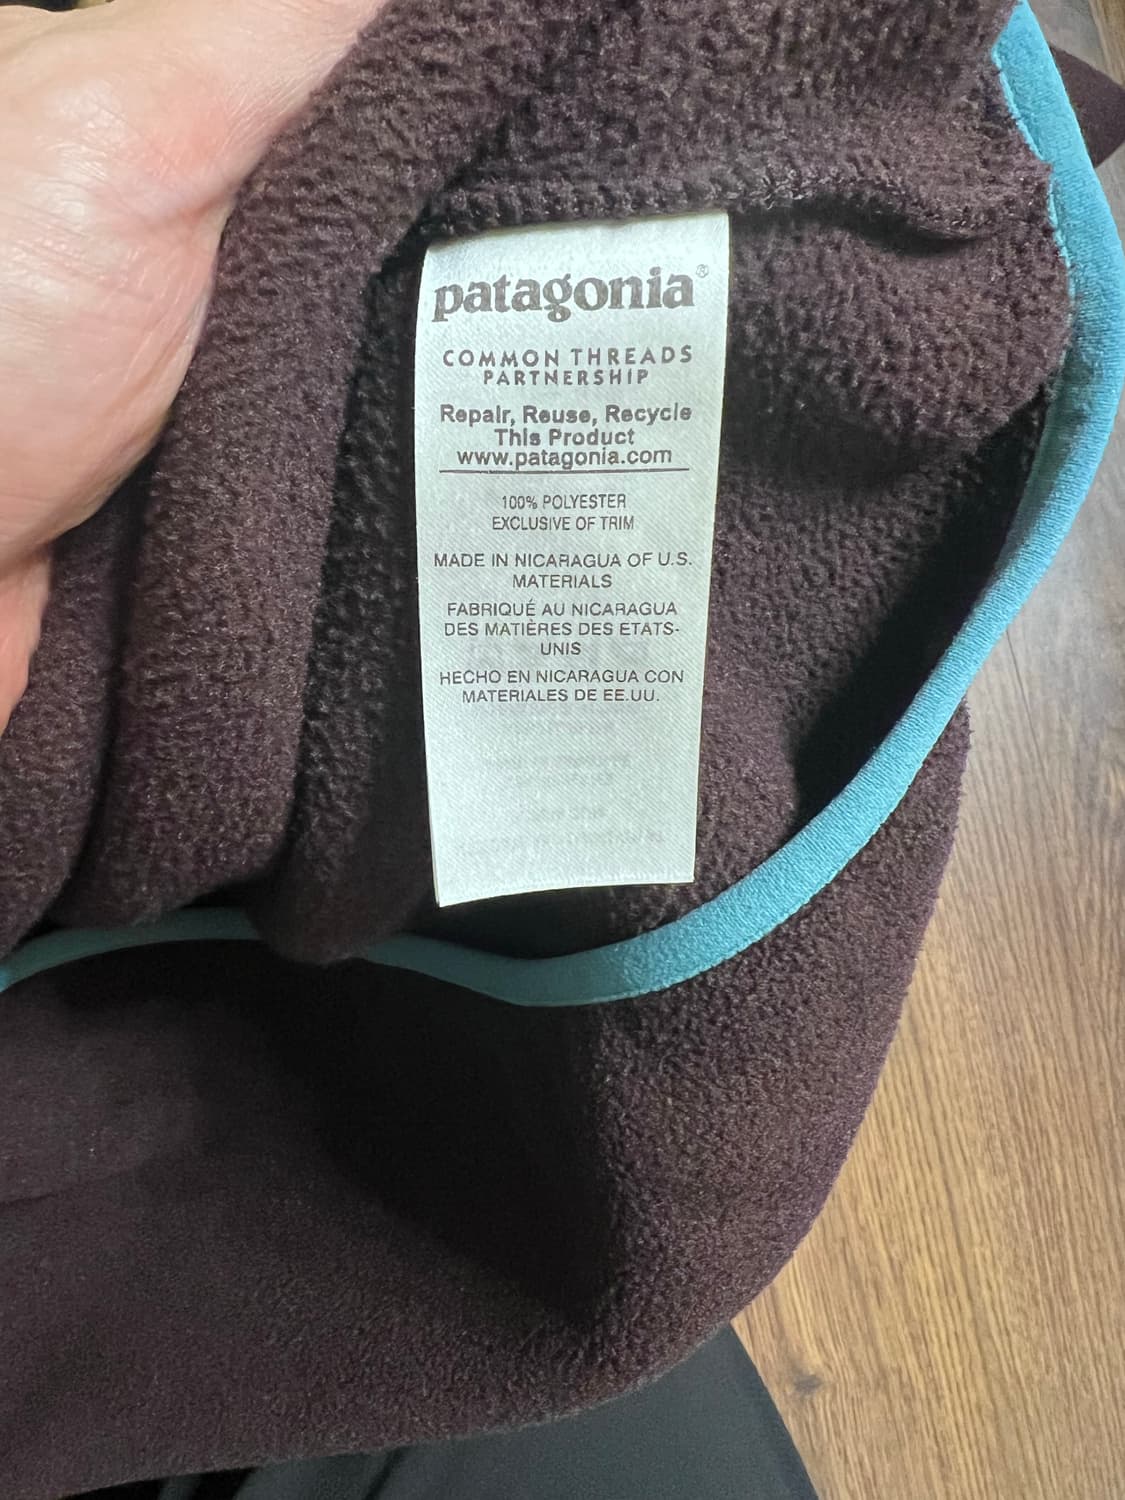 patagonia®
COMMON THREADS
PARTNERSHIP
Repair, Reuse, Recycle
This Product
www.patagonia.com
100% POLYESTER
EXCLUSIVE OF TRIM
MADE IN NICARAGUA OF U.S.
MATERIALS
FABRIQUÉ AU NICARAGUA
DES MATIÈRES DES ETATS-
UNIS
HECHO EN NICARAGUA CON
MATERIALES DE EE.UU.